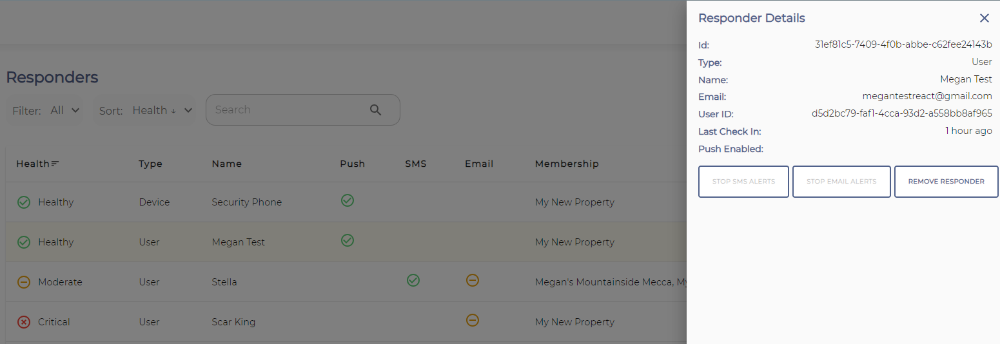 Responder Details
Id: 31ef81c5-7409-4f0b-abbe-c62fee24143b
Type: User
Name: Megan Test
Email: megantestreact@gmail.com
User ID: d5d2bc79-faf1-4cca-93d2-a558bb8af965
Last Check In: 1 hour ago
Push Enabled:
STOP SMS ALERTS STOP EMAIL ALERTS REMOVE RESPONDER
Responders
Filter: All Sort: Health ↓ Search
Health Type Name Push SMS Email Membership
Healthy Device Security Phone My New Property
Healthy User Megan Test My New Property
Moderate User Stella Megan's Mountainside Mecca, My
Critical User Scar King My New Property